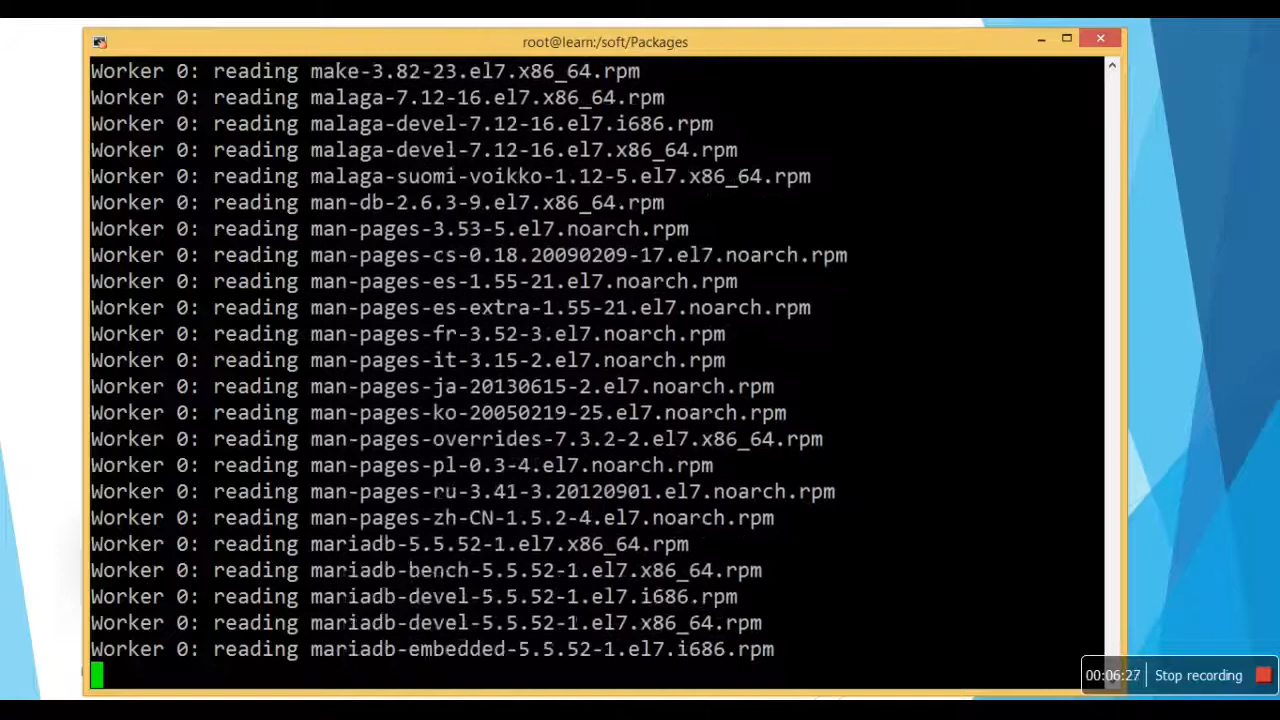 root@learn:/soft/Packages
Worker 0: reading make-3.82-23.el7.x86_64.rpm
Worker 0: reading malaga-7.12-16.el7.x86_64.rpm
Worker 0: reading malaga-devel-7.12-16.el7.i686.rpm
Worker 0: reading malaga-devel-7.12-16.el7.x86_64.rpm
Worker 0: reading malaga-suomi-voikko-1.12-5.el7.x86_64.rpm
Worker 0: reading man-db-2.6.3-9.el7.x86_64.rpm
Worker 0: reading man-pages-3.53-5.el7.noarch.rpm
Worker 0: reading man-pages-cs-0.18.20090209-17.el7.noarch.rpm
Worker 0: reading man-pages-es-1.55-21.el7.noarch.rpm
Worker 0: reading man-pages-es-extra-1.55-21.el7.noarch.rpm
Worker 0: reading man-pages-fr-3.52-3.el7.noarch.rpm
Worker 0: reading man-pages-it-3.15-2.el7.noarch.rpm
Worker 0: reading man-pages-ja-20130615-2.el7.noarch.rpm
Worker 0: reading man-pages-ko-20050219-25.el7.noarch.rpm
Worker 0: reading man-pages-overrides-7.3.2-2.el7.x86_64.rpm
Worker 0: reading man-pages-pl-0.3-4.el7.noarch.rpm
Worker 0: reading man-pages-ru-3.41-3.20120901.el7.noarch.rpm
Worker 0: reading man-pages-zh-CN-1.5.2-4.el7.noarch.rpm
Worker 0: reading mariadb-5.5.52-1.el7.x86_64.rpm
Worker 0: reading mariadb-bench-5.5.52-1.el7.x86_64.rpm
Worker 0: reading mariadb-devel-5.5.52-1.el7.i686.rpm
Worker 0: reading mariadb-devel-5.5.52-1.el7.x86_64.rpm
Worker 0: reading mariadb-embedded-5.5.52-1.el7.i686.rpm
00:06:27 Stop recording